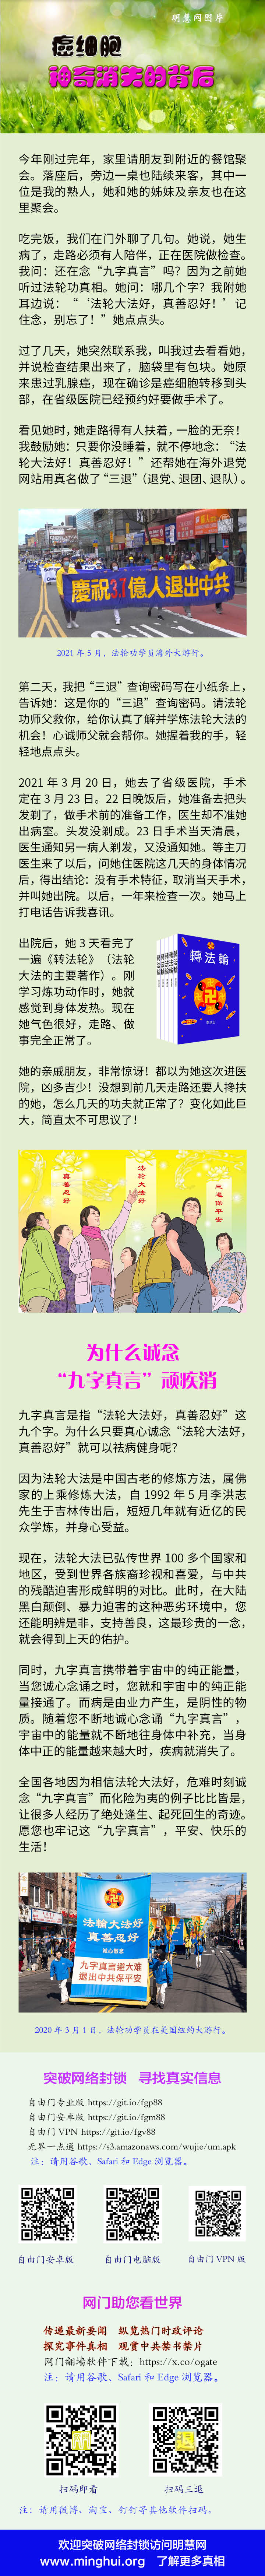 明慧网图片
癌细胞
神奇消失的背后
今年刚过完年，家里请朋友到附近的餐馆聚
会。落座后，旁边一桌也陆续来客，其中一
位是我的熟人，她和她的姊妹及亲友也在这
里聚会。
吃完饭，我们在门外聊了几句。她说，她生
病了，走路必须有人陪伴，正在医院做检查。
我问：还在念“九字真言”吗？因为之前她
听过法轮功真相。她问：哪几个字？我附她
耳边说：“‘法轮大法好，真善忍好！’记
住念，别忘了！”她点点头。
过了几天，她突然联系我，叫我过去看看她，
并说检查结果出来了，脑袋里有包块。她原
来患过乳腺癌，现在确诊是癌细胞转移到头
部，在省级医院已经预约好要做手术了。
看见她时，她走路得有人扶着，一脸的无奈！
我鼓励她：只要你没睡着，就不停地念：“法
轮大法好！真善忍好！”还帮她在海外退党
网站用真名做了“三退”（退党、退团、退队）。
慶祝3.7億人退出中共
2021 年 5 月，法轮功学员海外大游行。
第二天，我把“三退”查询密码写在小纸条上，
告诉她：这是你的“三退”查询密码。请法轮
功师父救你，给你认真了解并学炼法轮大法的
机会！心诚师父就会帮你。她握着我的手，轻
轻地点点头。
2021 年 3 月 20 日，她去了省级医院，手术
定在 3 月 23 日。22 日晚饭后，她准备去把头
发剃了，做手术前的准备工作，医生却不准她
出病室。头发没剃成。23 日手术当天清晨，
医生通知另一病人剃发，又没通知她。等主刀
医生来了以后，问她住医院这几天的身体情况
后，得出结论：没有手术特征，取消当天手术，
并叫她出院。以后，一年来检查一次。她马上
打电话告诉我喜讯。
出院后，她 3 天看完了
一遍《转法轮》（法轮
大法的主要著作）。刚
学习炼功动作时，她就
感觉到身体发热。现在
她气色很好，走路、做
事完全正常了。
轉法輪
她的亲戚朋友，非常惊讶！都以为她这次进医
院，凶多吉少！没想到前几天走路还要人搀扶
的她，怎么几天的功夫就正常了？变化如此巨
大，简直太不可思议了！
真善忍好
法轮大法好
三退保平安
为什么诚念
“九字真言”顽疾消
九字真言是指“法轮大法好，真善忍好”这
九个字。为什么只要真心诚念“法轮大法好，
真善忍好”就可以祛病健身呢？
因为法轮大法是中国古老的修炼方法，属佛
家的上乘修炼大法，自 1992 年 5 月李洪志
先生于吉林传出后，短短几年就有近亿的民
众学炼，并身心受益。
现在，法轮大法已弘传世界 100 多个国家和
地区，受到世界各族裔珍视和喜爱，与中共
的残酷迫害形成鲜明的对比。此时，在大陆
黑白颠倒、暴力迫害的这种恶劣环境中，您
还能明辨是非，支持善良，这最珍贵的一念，
就会得到上天的佑护。
同时，九字真言携带着宇宙中的纯正能量，
当您诚心念诵之时，您就和宇宙中的纯正能
量接通了。而病是由业力产生，是阴性的物
质。随着您不断地诚心念诵“九字真言”，
宇宙中的能量就不断地往身体中补充，当身
体中正的能量越来越大时，疾病就消失了。
全国各地因为相信法轮大法好，危难时刻诚
念“九字真言”而化险为夷的例子比比皆是，
让很多人经历了绝处逢生、起死回生的奇迹。
愿您也牢记这“九字真言”，平安、快乐的
生活！
法輪大法好
真善忍好
诚心敬念
九字真言避大难
退出中共保平安
2020 年 3 月 1 日，法轮功学员在美国纽约大游行。
突破网络封锁 寻找真实信息
自由门专业版 https://git.io/fgp88
自由门安卓版 https://git.io/fgm88
自由门 VPN https://git.io/fgv88
无界一点通 https://s3.amazonaws.com/wujie/um.apk
注：请用谷歌、Safari 和 Edge 浏览器。
自由门安卓版
自由门电脑版
自由门 VPN 版
网门助您看世界
传递最新要闻 纵览热门时政评论
探究事件真相 观赏中共禁书禁片
网门翻墙软件下载：https://x.co/ogate
注：请用谷歌、Safari 和 Edge 浏览器。
退
扫码即看
扫码三退
注：请用微博、淘宝、钉钉等其他软件扫码。
欢迎突破网络封锁访问明慧网
www.minghui.org 了解更多真相